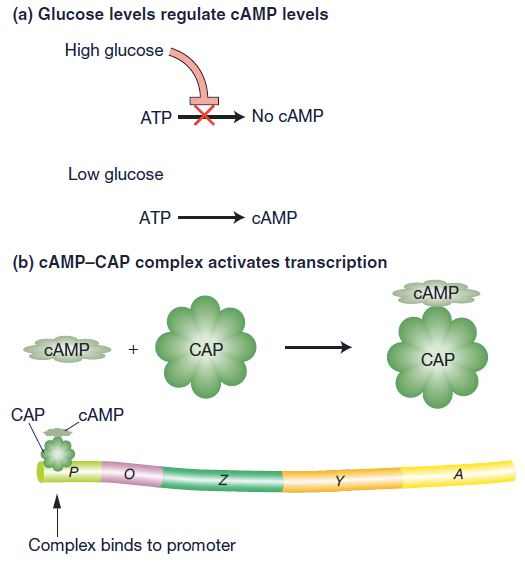 (a) Glucose levels regulate cAMP levels
High glucose
ATP No cAMP
Low glucose
ATP cAMP
(b) cAMP–CAP complex activates transcription
cAMP + CAP cAMP CAP
CAP cAMP
P O Z Y A
Complex binds to promoter